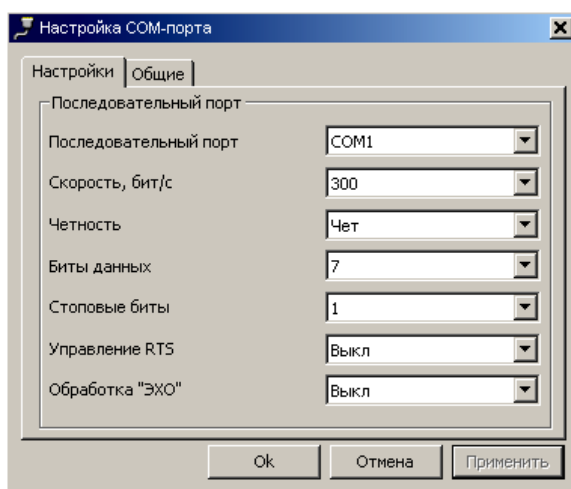 Настройка COM-порта
Настройки Общие
Последовательный порт
Последовательный порт COM1
Скорость, бит/с 300
Четность Чет
Биты данных 7
Стоповые биты 1
Управление RTS Выкл
Обработка "ЭХО" Выкл
Ok Отмена Применить